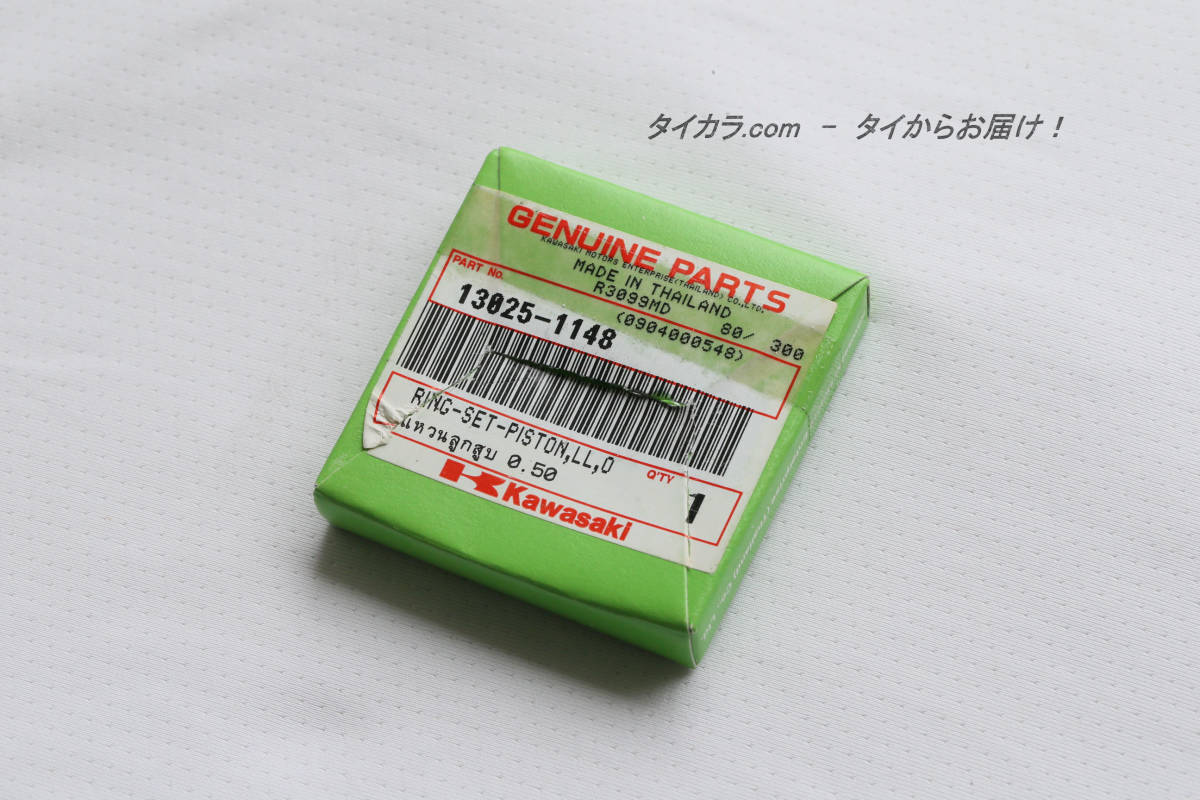 タイカラ.com - タイからお届け！
GENUINE PARTS
KAWASAKI MOTORS ENTERPRISE(THAILAND) CO.,LTD.
MADE IN THAILAND
R3099MD 80/ 300
PART No. (0904000548)
13025-1148
RING-SET-PISTON,LL,O
แหวนลูกสูบ 0.50
Q'TY 1
Kawasaki